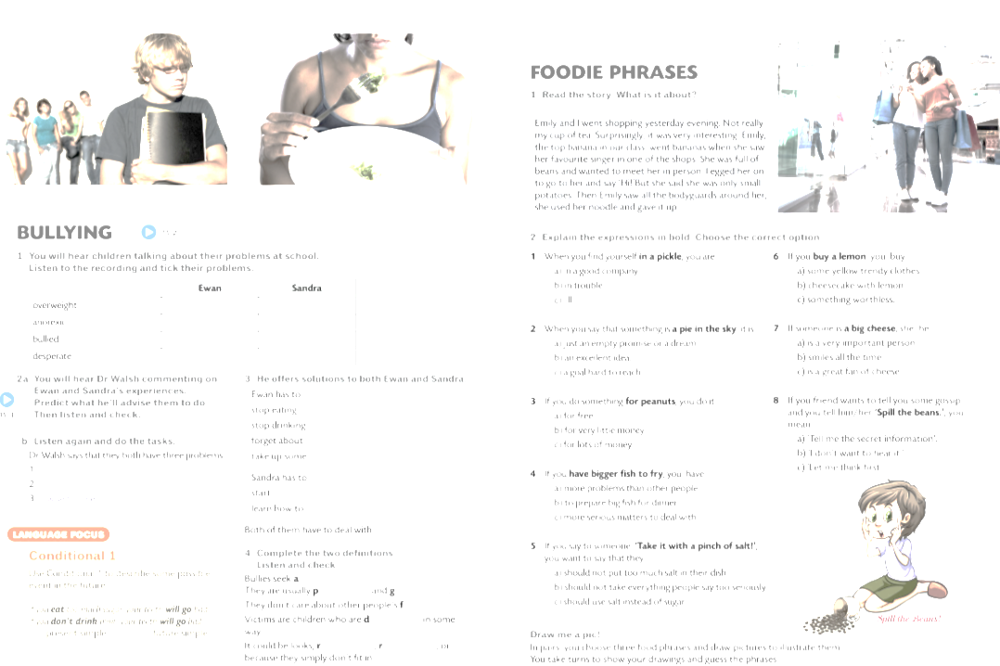 BULLYING
1 You will hear children talking about their problems at school.
Listen to the recording and tick their problems.
Ewan Sandra
overweight
anorexic
bullied
desperate
2a You will hear Dr Walsh commenting on
Ewan and Sandra's experiences.
Predict what he'll advise them to do.
Then listen and check.
b Listen again and do the tasks.
Dr Walsh says that they both have three problems
1
2
3
LANGUAGE FOCUS
Conditional 1
Use Conditional 1 to describe some possible
event in the future.
eat will go
don't drink will go
present simple future simple
3 He offers solutions to both Ewan and Sandra
Ewan has to
stop eating
stop drinking
forget about
take up some
Sandra has to
start
learn how to
Both of them have to deal with
4 Complete the two definitions.
Listen and check.
Bullies seek a
They are usually p and g
They don't care about other people's f
Victims are children who are d in some
way.
It could be looks, r , r , or
because they simply don't fit in.
FOODIE PHRASES
1 Read the story. What is it about?
Emily and I went shopping yesterday evening. Not really
my cup of tea. Surprisingly, it was very interesting. Emily,
the top banana in our class, went bananas when she saw
her favourite singer in one of the shops. She was full of
beans and wanted to meet her in person. I egged her on
to go to her and say 'Hi!' But she said she was only small
potatoes. Then Emily saw all the bodyguards around her,
she used her noodle and gave it up.
2 Explain the expressions in bold. Choose the correct option.
1 When you find yourself in a pickle, you are
a) in a good company
b) in trouble
c) ill
2 When you say that something is a pie in the sky, it is
a) just an empty promise or a dream
b) an excellent idea
c) a goal hard to reach
3 If you do something for peanuts, you do it
a) for free
b) for very little money
c) for lots of money
4 If you have bigger fish to fry, you have
a) more problems than other people
b) to prepare big fish for dinner
c) more serious matters to deal with
5 If you say to someone: 'Take it with a pinch of salt!',
you want to say that they
a) should not put too much salt in their dish
b) should not take everything people say too seriously
c) should use salt instead of sugar
6 If you buy a lemon, you buy
a) some yellow trendy clothes
b) cheesecake with lemon
c) something worthless.
7 If someone is a big cheese, she/he
a) is a very important person
b) smiles all the time
c) is a great fan of cheese
8 If you friend wants to tell you some gossip
and you tell him/her 'Spill the beans.', you
mean
a) 'Tell me the secret information'.
b) 'I don't want to hear it.'
c) 'Let me think first.'
Spill the Beans!
Draw me a pic!
In pairs, you choose three food phrases and draw pictures to illustrate them.
You take turns to show your drawings and guess the phrases.